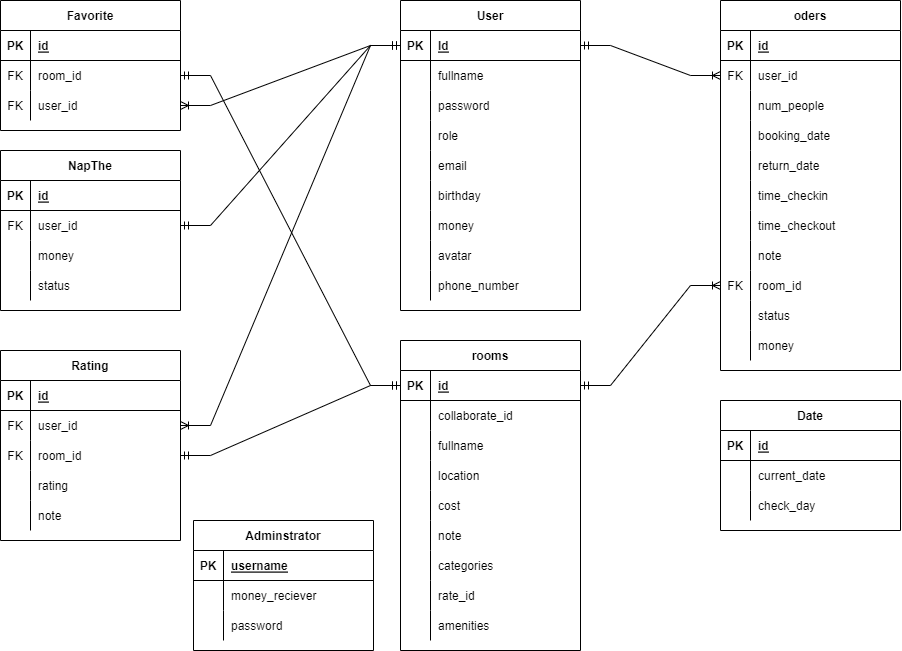 Favorite
PK id
FK room_id
FK user_id
NapThe
PK id
FK user_id
money
status
Rating
PK id
FK user_id
FK room_id
rating
note
Adminstrator
PK username
money_reciever
password
User
PK Id
fullname
password
role
email
birthday
money
avatar
phone_number
rooms
PK id
collaborate_id
fullname
location
cost
note
categories
rate_id
amenities
oders
PK id
FK user_id
num_people
booking_date
return_date
time_checkin
time_checkout
note
FK room_id
status
money
Date
PK id
current_date
check_day